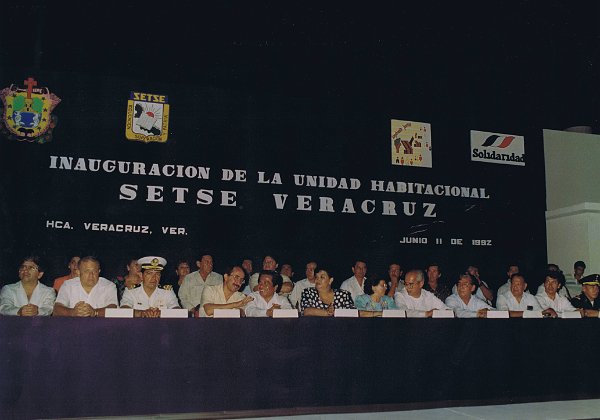 SETSE
Solidaridad
INAUGURACION DE LA UNIDAD HABITACIONAL
SETSE VERACRUZ
HCA. VERACRUZ, VER.
JUNIO 11 DE 1992